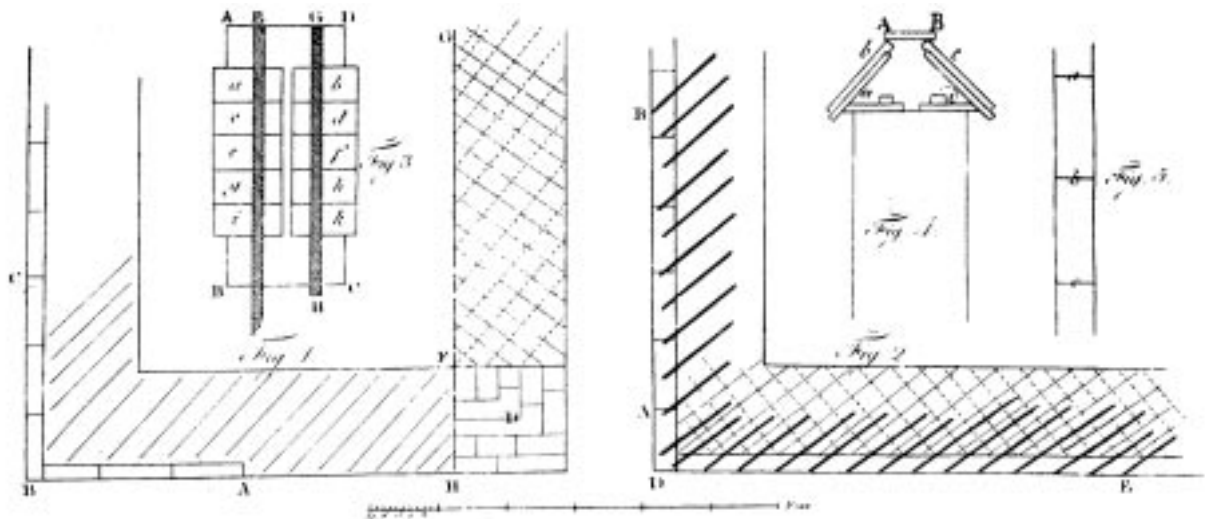 A E G D
a b
c d
e f
g h
i k
B C
F H
Fig. 3
Fig. 1
G
F
D
C
B A H
A B
b f
m
Fig. 4
a
b
c
Fig. 5
Fig. 2
B
A
D E